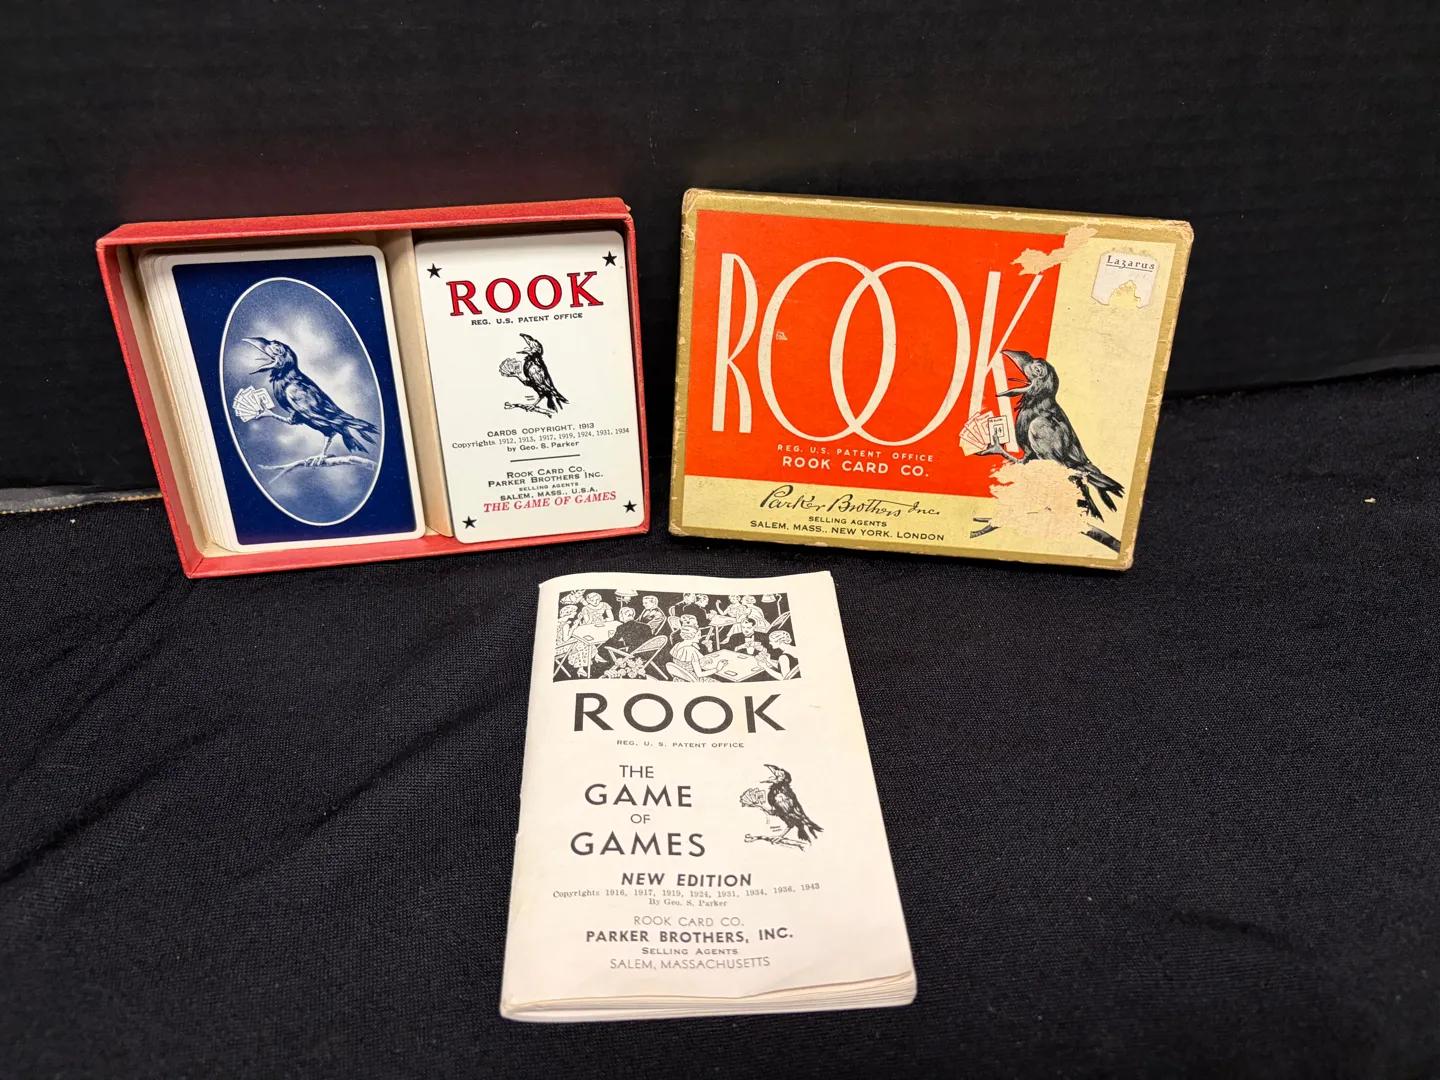 ROOK
REG. U.S. PATENT OFFICE
CARDS COPYRIGHT, 1913
Copyrights 1912, 1913, 1917, 1919, 1924, 1931, 1934
by Geo. S. Parker
ROOK CARD CO.
PARKER BROTHERS INC.
SELLING AGENTS
SALEM, MASS., U.S.A.
THE GAME OF GAMES
ROOK
REG. U.S. PATENT OFFICE
ROOK CARD CO.
Parker Brothers Inc.
SELLING AGENTS
SALEM, MASS., NEW YORK, LONDON
Lazarus
ROOK
REG. U. S. PATENT OFFICE
THE
GAME
OF
GAMES
NEW EDITION
Copyrights 1916, 1917, 1919, 1924, 1931, 1934, 1936, 1943
By Geo. S. Parker
ROOK CARD CO.
PARKER BROTHERS, INC.
SELLING AGENTS
SALEM, MASSACHUSETTS